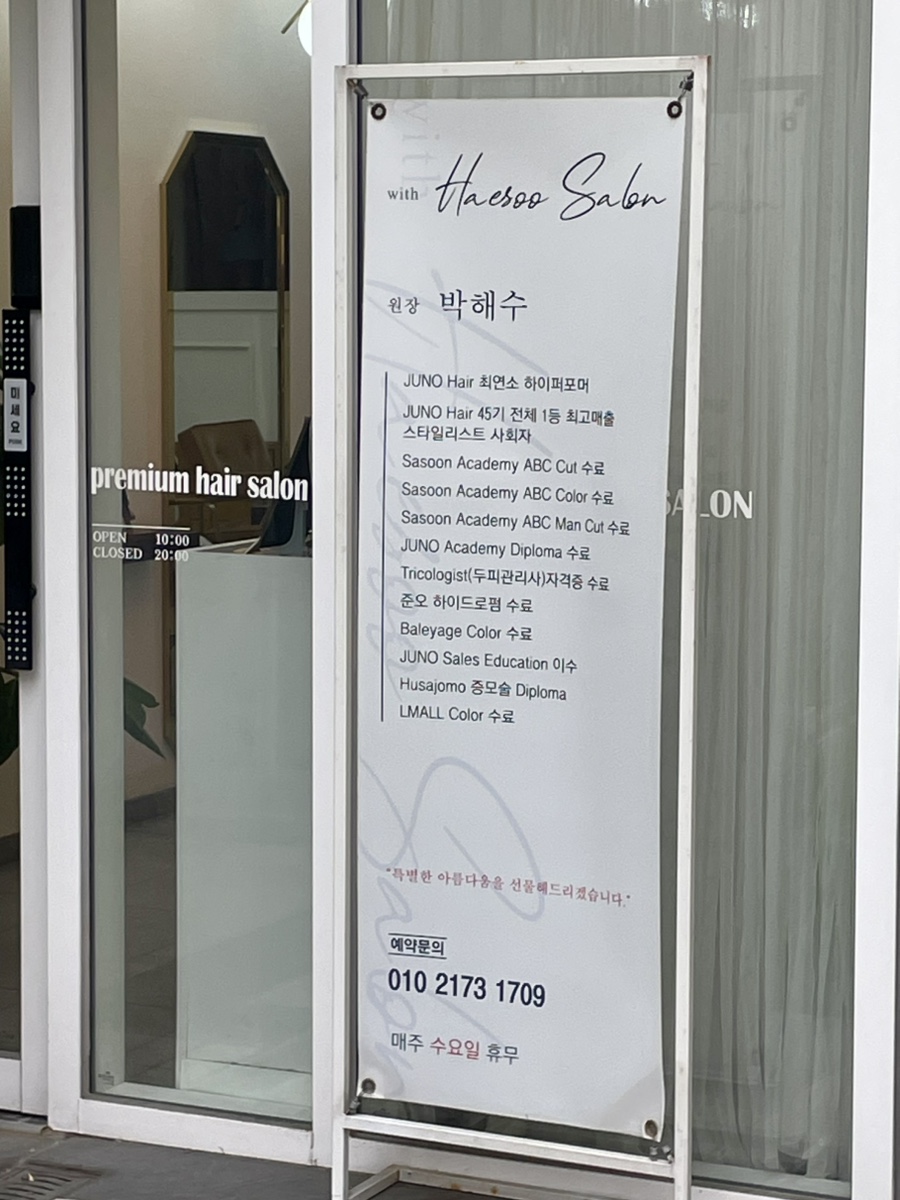 with Haesoo Salon
원장 박해수
JUNO Hair 최연소 하이퍼포머
JUNO Hair 45기 전체 1등 최고매출
스타일리스트 사회자
Sasoon Academy ABC Cut 수료
Sasoon Academy ABC Color 수료
Sasoon Academy ABC Man Cut 수료
JUNO Academy Diploma 수료
Tricologist(두피관리사)자격증 수료
준오 하이드로펌 수료
Baleyage Color 수료
JUNO Sales Education 이수
Husajomo 증모술 Diploma
LMALL Color 수료
"특별한 아름다움을 선물해드리겠습니다."
예약문의
010 2173 1709
매주 수요일 휴무
premium hair salon
OPEN 10:00
CLOSED 20:00
미세요
SALON
with
Haesoo
Salon